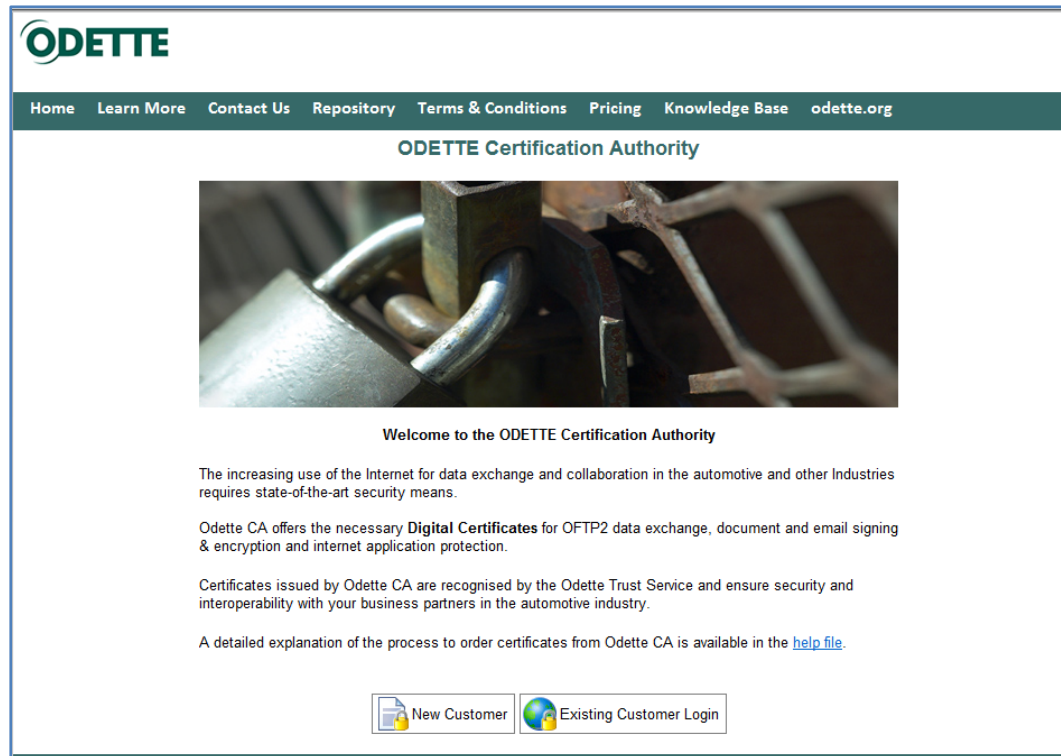 ODETTE
Home Learn More Contact Us Repository Terms & Conditions Pricing Knowledge Base odette.org
ODETTE Certification Authority
Welcome to the ODETTE Certification Authority
The increasing use of the Internet for data exchange and collaboration in the automotive and other Industries
requires state-of-the-art security means.
Odette CA offers the necessary Digital Certificates for OFTP2 data exchange, document and email signing
& encryption and internet application protection.
Certificates issued by Odette CA are recognised by the Odette Trust Service and ensure security and
interoperability with your business partners in the automotive industry.
A detailed explanation of the process to order certificates from Odette CA is available in the help file.
New Customer Existing Customer Login